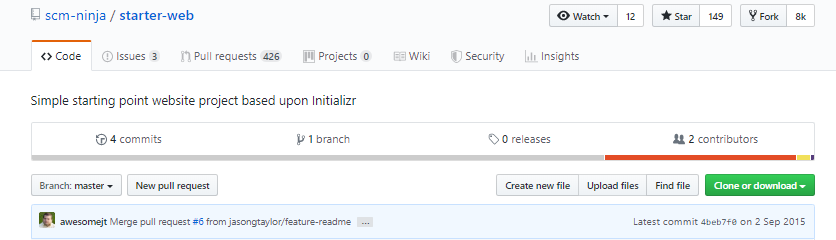 scm-ninja / starter-web Watch 12 Star 149 Fork 8k
Code Issues 3 Pull requests 426 Projects 0 Wiki Security Insights
Simple starting point website project based upon Initializr
4 commits 1 branch 0 releases 2 contributors
Branch: master New pull request Create new file Upload files Find file Clone or download
awesomejt Merge pull request #6 from jasongtaylor/feature-readme ... Latest commit 4beb7f0 on 2 Sep 2015